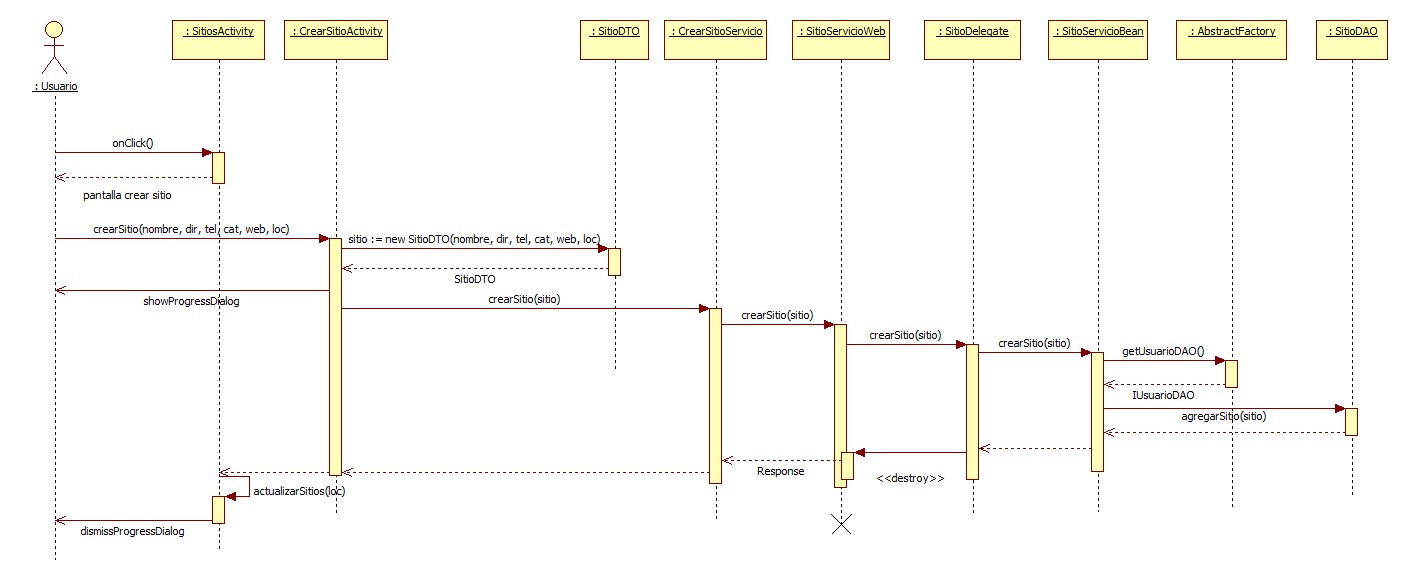 : SitiosActivity
: CrearSitioActivity
: SitioDTO
: CrearSitioServicio
: SitioServicioWeb
: SitioDelegate
: SitioServicioBean
: AbstractFactory
: SitioDAO
: Usuario
onClick()
pantalla crear sitio
crearSitio(nombre, dir, tel, cat, web, loc)
sitio := new SitioDTO(nombre, dir, tel, cat, web, loc)
SitioDTO
showProgressDialog
crearSitio(sitio)
crearSitio(sitio)
crearSitio(sitio)
crearSitio(sitio)
getUsuarioDAO()
IUsuarioDAO
agregarSitio(sitio)
Response
<<destroy>>
actualizarSitios(loc)
dismissProgressDialog